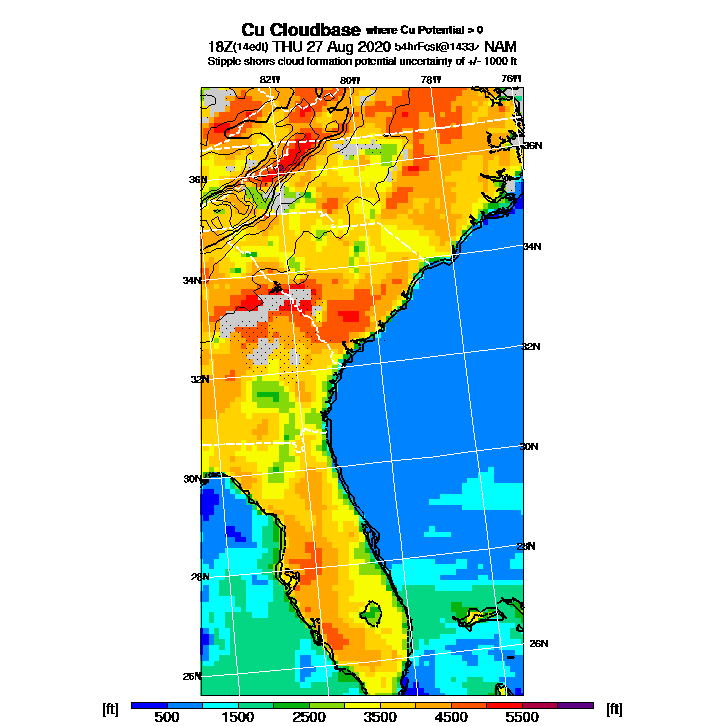 Cu Cloudbase where Cu Potential > 0
18Z(14edt) THU 27 Aug 2020 54hrFcst@1433z NAM
Stipple shows cloud formation potential uncertainty of +/- 1000 ft
82W 80W 78W 76W
36N 36N
34N 34N
32N 32N
30N 30N
28N 28N
26N 26N
[ft] 500 1500 2500 3500 4500 5500 [ft]